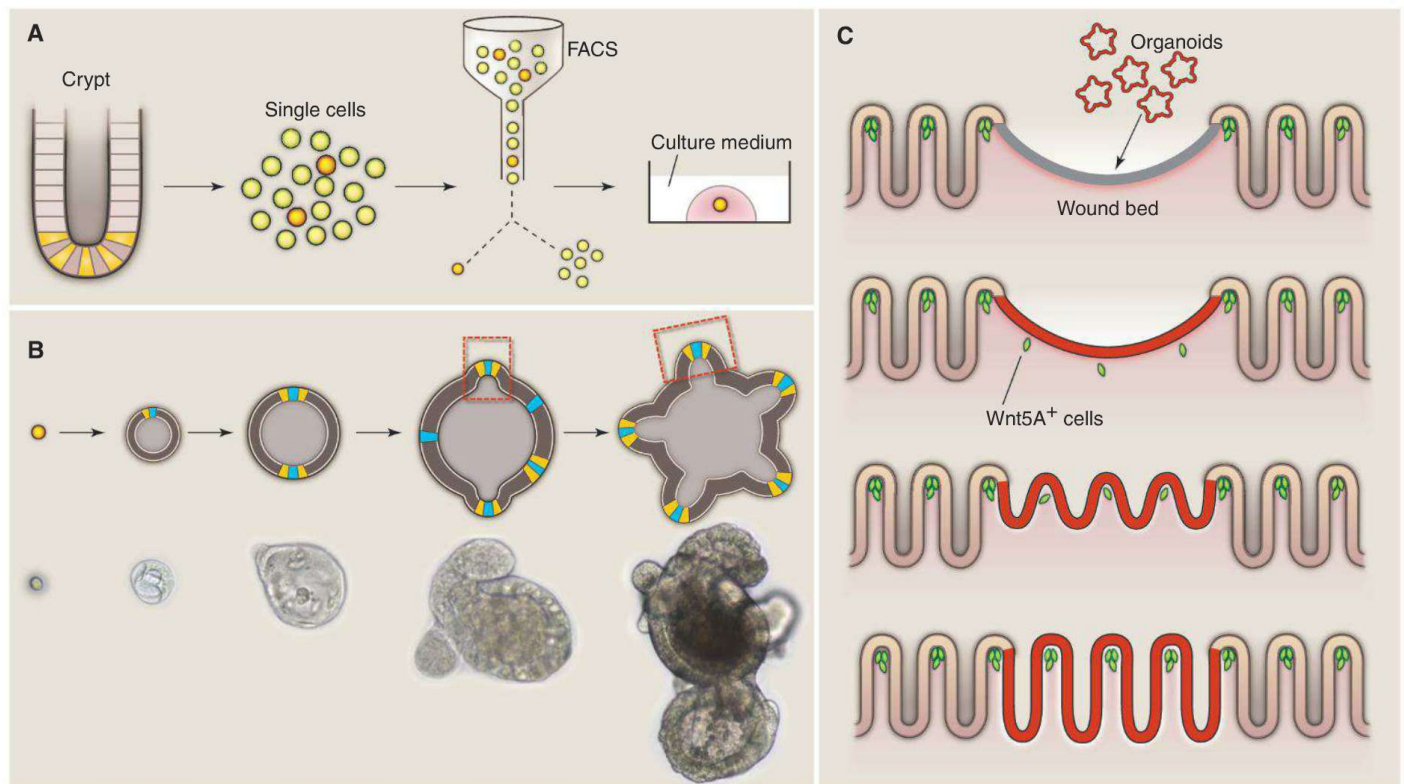 A
Crypt
Single cells
FACS
Culture medium
B
C
Organoids
Wound bed
Wnt5A⁺ cells